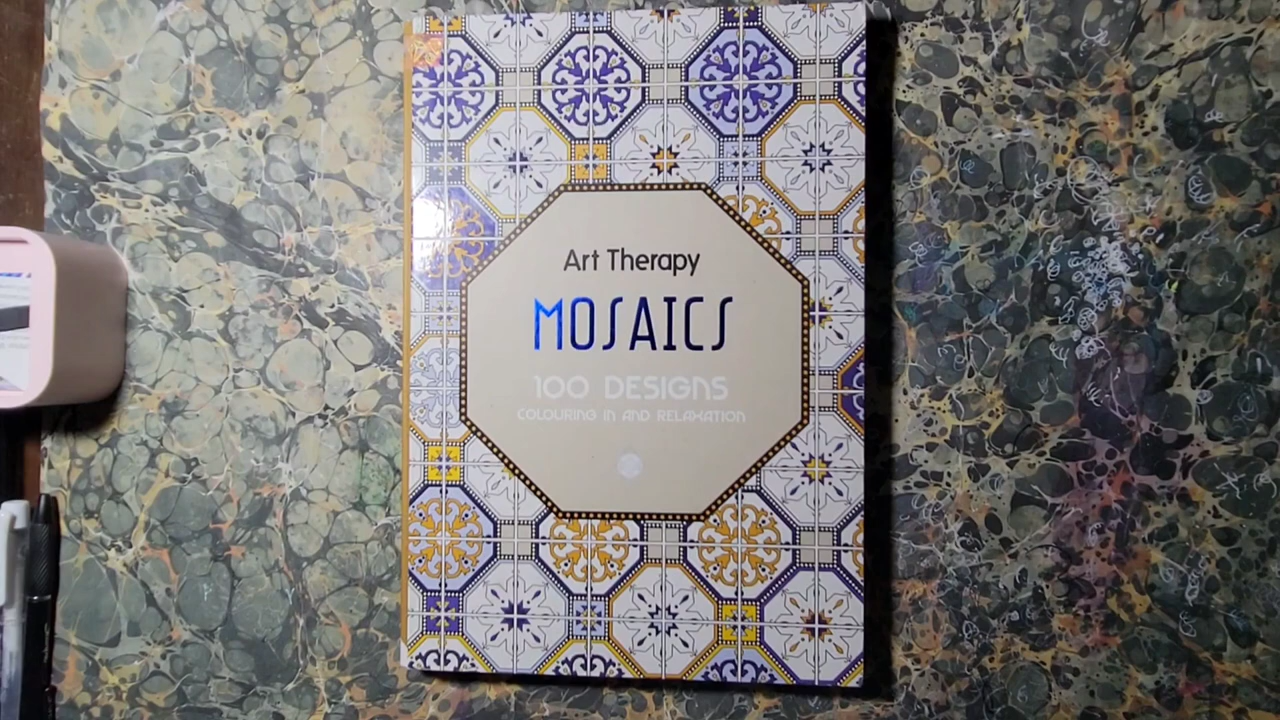 Art Therapy
MOSAICS
100 DESIGNS
COLOURING IN AND RELAXATION